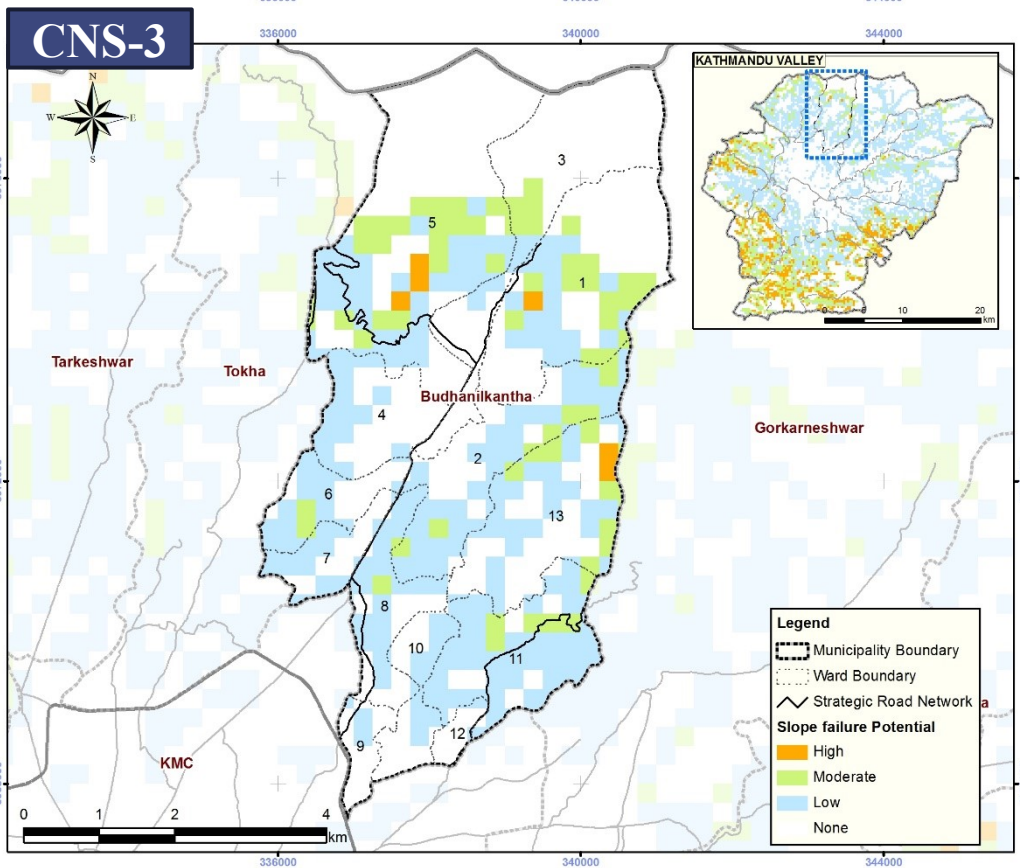 CNS-3
336000
340000
344000
N
W
E
S
KATHMANDU VALLEY
0 5 10 20
km
3
5
1
Tarkeshwar
Tokha
Budhanilkantha
Gorkarneshwar
4
2
6
13
7
8
10
11
12
9
KMC
Legend
Municipality Boundary
Ward Boundary
Strategic Road Network
Slope failure Potential
High
Moderate
Low
None
a
0 1 2 4
km
336000
340000
344000